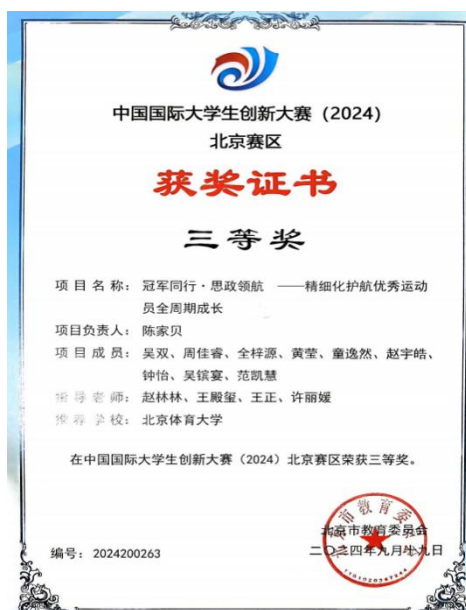 中国国际大学生创新大赛（2024）
北京赛区
获奖证书
三等奖
项目名称：冠军同行·思政领航 ——精细化护航优秀运动
员全周期成长
项目负责人：陈家贝
项目成员：吴双、周佳睿、全梓源、黄莹、童逸然、赵宇皓、
钟怡、吴镔宴、范凯慧
指导老师：赵林林、王殿玺、王正、许丽媛
推荐学校：北京体育大学
在中国国际大学生创新大赛（2024）北京赛区荣获三等奖。
北京市教育委员会
编号：2024200263
二〇二四年九月十九日